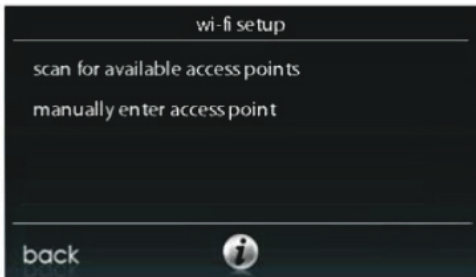 wi-fi setup
scan for available access points
manually enter access point
back
i